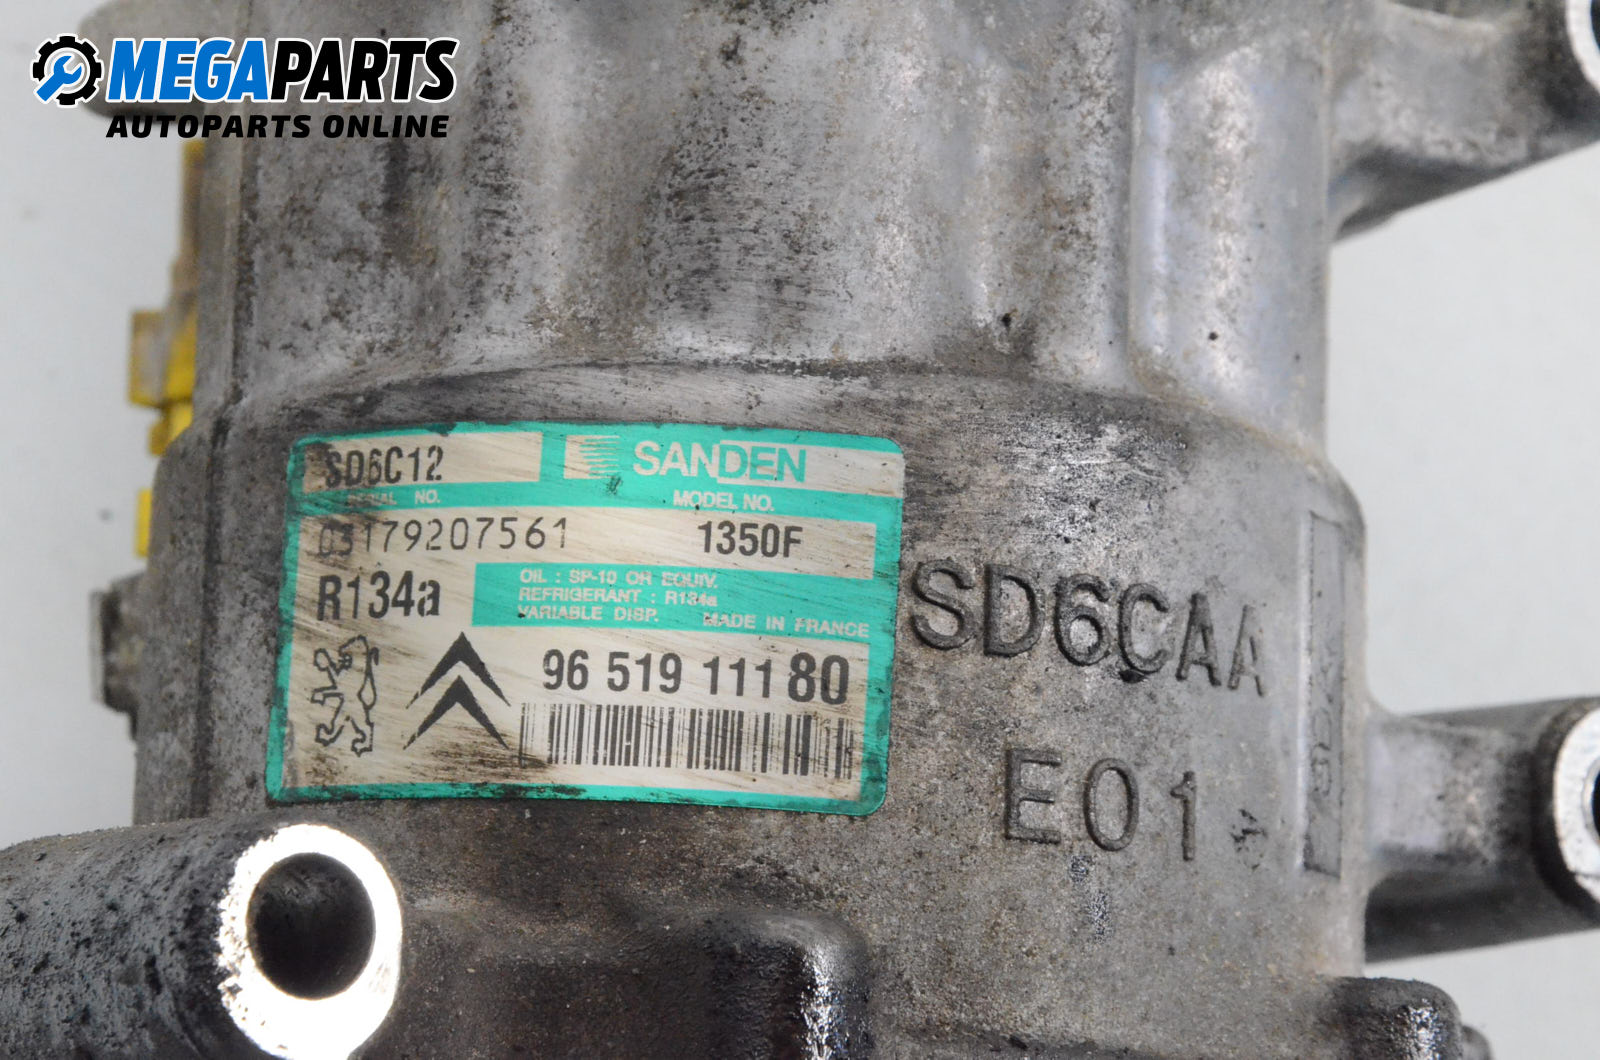 MEGAPARTS
AUTOPARTS ONLINE
SD6C12
SANDEN
SERIAL NO.
MODEL NO.
03179207561
1350F
R134a
OIL : SP-10 OR EQUIV.
REFRIGERANT : R134a
VARIABLE DISP.
MADE IN FRANCE
96 519 111 80
SD6CAA
E01